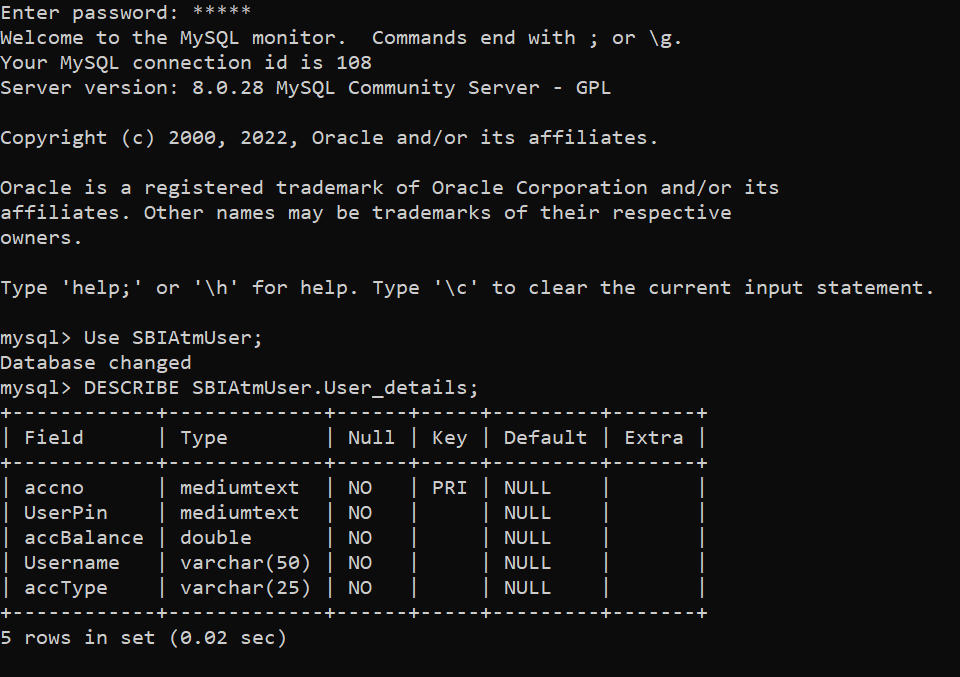 Enter password: *****
Welcome to the MySQL monitor.  Commands end with ; or \g.
Your MySQL connection id is 108
Server version: 8.0.28 MySQL Community Server - GPL
Copyright (c) 2000, 2022, Oracle and/or its affiliates.
Oracle is a registered trademark of Oracle Corporation and/or its
affiliates. Other names may be trademarks of their respective
owners.
Type 'help;' or '\h' for help. Type '\c' to clear the current input statement.
mysql> Use SBIAtmUser;
Database changed
mysql> DESCRIBE SBIAtmUser.User_details;
+------------+-------------+------+-----+---------+-------+
| Field      | Type        | Null | Key | Default | Extra |
+------------+-------------+------+-----+---------+-------+
| accno      | mediumtext  | NO   | PRI | NULL    |       |
| UserPin    | mediumtext  | NO   |     | NULL    |       |
| accBalance | double      | NO   |     | NULL    |       |
| Username   | varchar(50) | NO   |     | NULL    |       |
| accType    | varchar(25) | NO   |     | NULL    |       |
+------------+-------------+------+-----+---------+-------+
5 rows in set (0.02 sec)